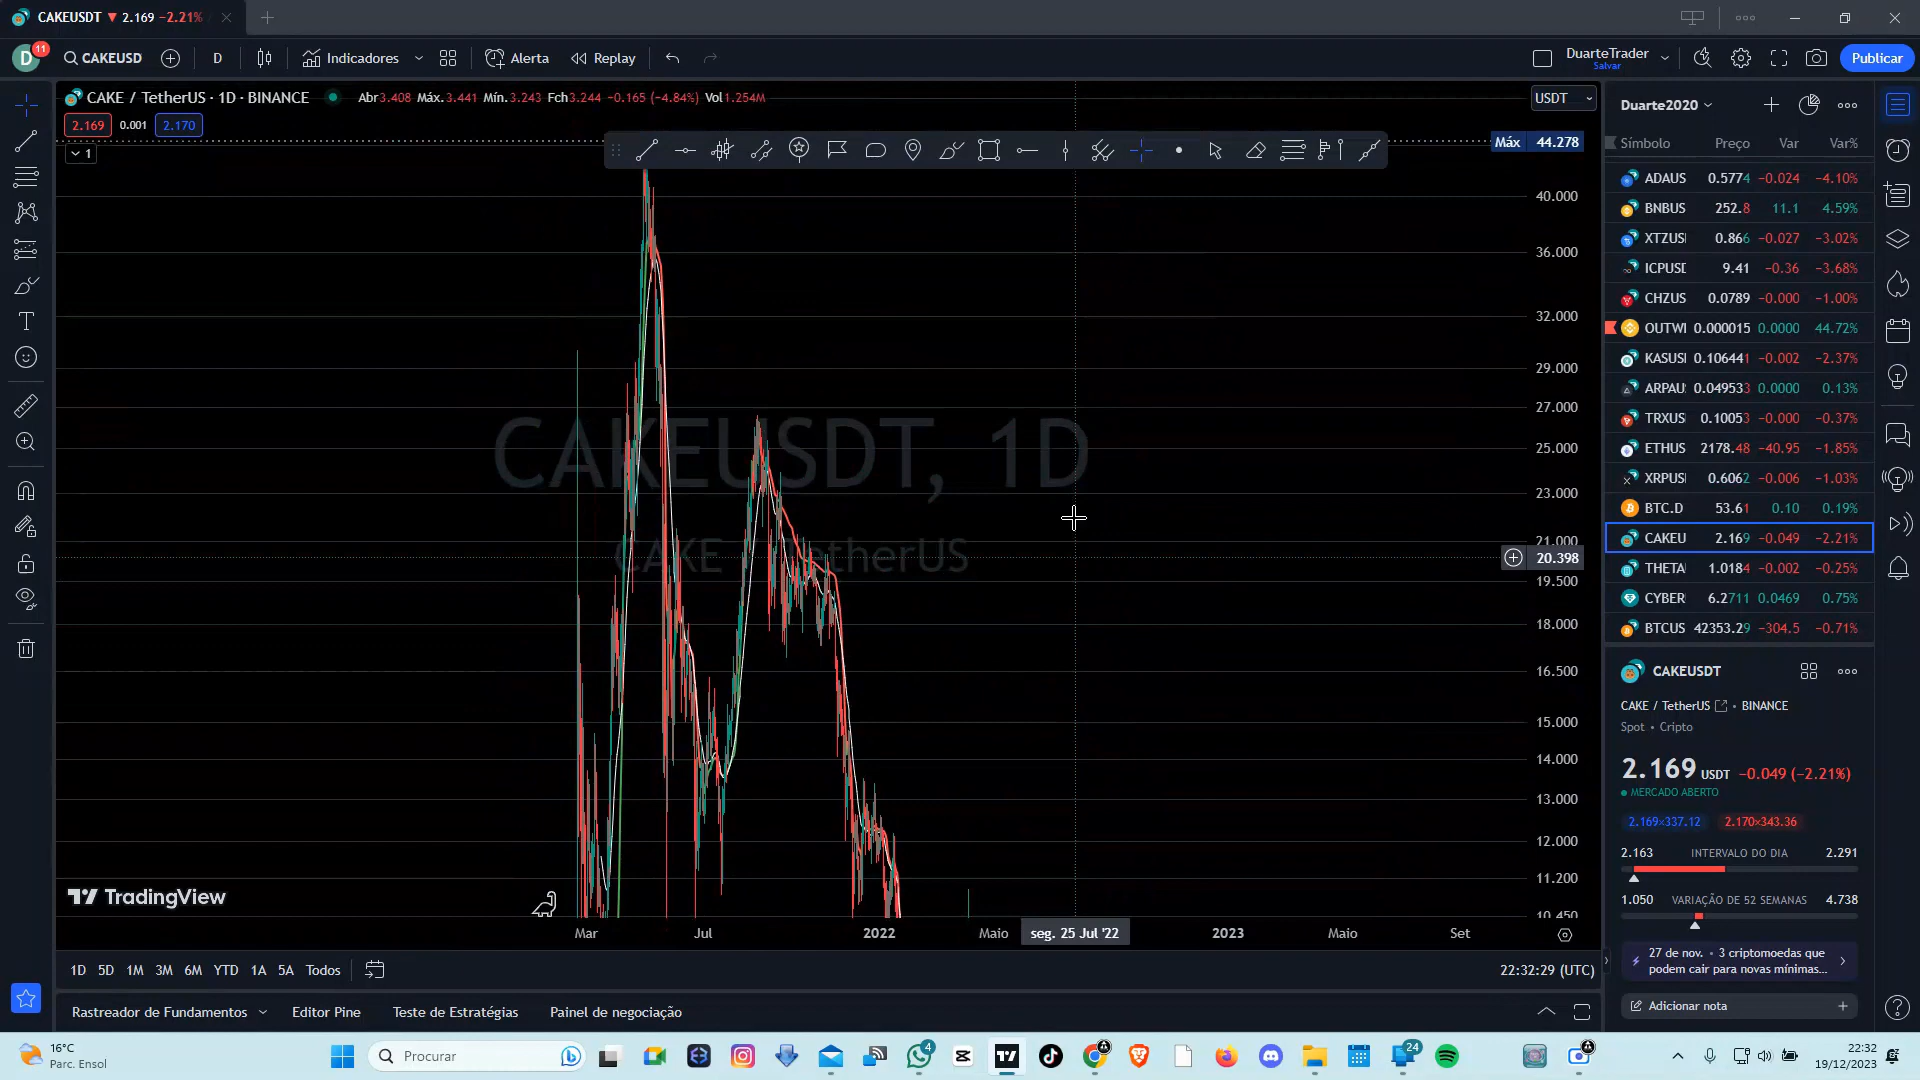 CAKEUSDT ▼ 2.169 −2.21%
D 11 CAKEUSD D Indicadores Alerta Replay DuarteTrader Salvar Publicar
CAKE / TetherUS · 1D · BINANCE Abr3.408 Máx.3.441 Mín.3.243 Fch3.244 −0.165 (−4.84%) Vol1.254M
USDT
2.169 0.001 2.170
1
Máx 44.278
40.000
36.000
32.000
29.000
27.000
25.000
23.000
21.000
20.398
19.500
18.000
16.500
15.000
14.000
13.000
12.000
11.200
10.450
CAKEUSDT, 1D
CAKE / TetherUS
TradingView
Mar Jul 2022 Maio seg. 25 Jul '22 2023 Maio Set
1D 5D 1M 3M 6M YTD 1A 5A Todos 22:32:29 (UTC)
Rastreador de Fundamentos Editor Pine Teste de Estratégias Painel de negociação
Duarte2020
Símbolo Preço Var Var%
ADAUS 0.5774 −0.024 −4.10%
BNBUS 252.8 11.1 4.59%
XTZUS 0.866 −0.027 −3.02%
ICPUSD 9.41 −0.36 −3.68%
CHZUS 0.0789 −0.000 −1.00%
OUTWI 0.000015 0.0000 44.72%
KASUS 0.106441 −0.002 −2.37%
ARPAU 0.049533 0.0000 0.13%
TRXUS 0.10053 −0.000 −0.37%
ETHUS 2178.48 −40.95 −1.85%
XRPUS 0.6062 −0.006 −1.03%
BTC.D 53.61 0.10 0.19%
CAKEU 2.169 −0.049 −2.21%
THETA 1.0184 −0.002 −0.25%
CYBER 6.2711 0.0469 0.75%
BTCUS 42353.29 −304.5 −0.71%
CAKEUSDT
CAKE / TetherUS • BINANCE
Spot • Cripto
2.169 USDT −0.049 (−2.21%)
MERCADO ABERTO
2.169×337.12 2.170×343.36
2.163 INTERVALO DO DIA 2.291
1.050 VARIAÇÃO DE 52 SEMANAS 4.738
27 de nov. • 3 criptomoedas que
podem cair para novas mínimas...
Adicionar nota
16°C
Parc. Ensol
Procurar
4
24
22:32
19/12/2023